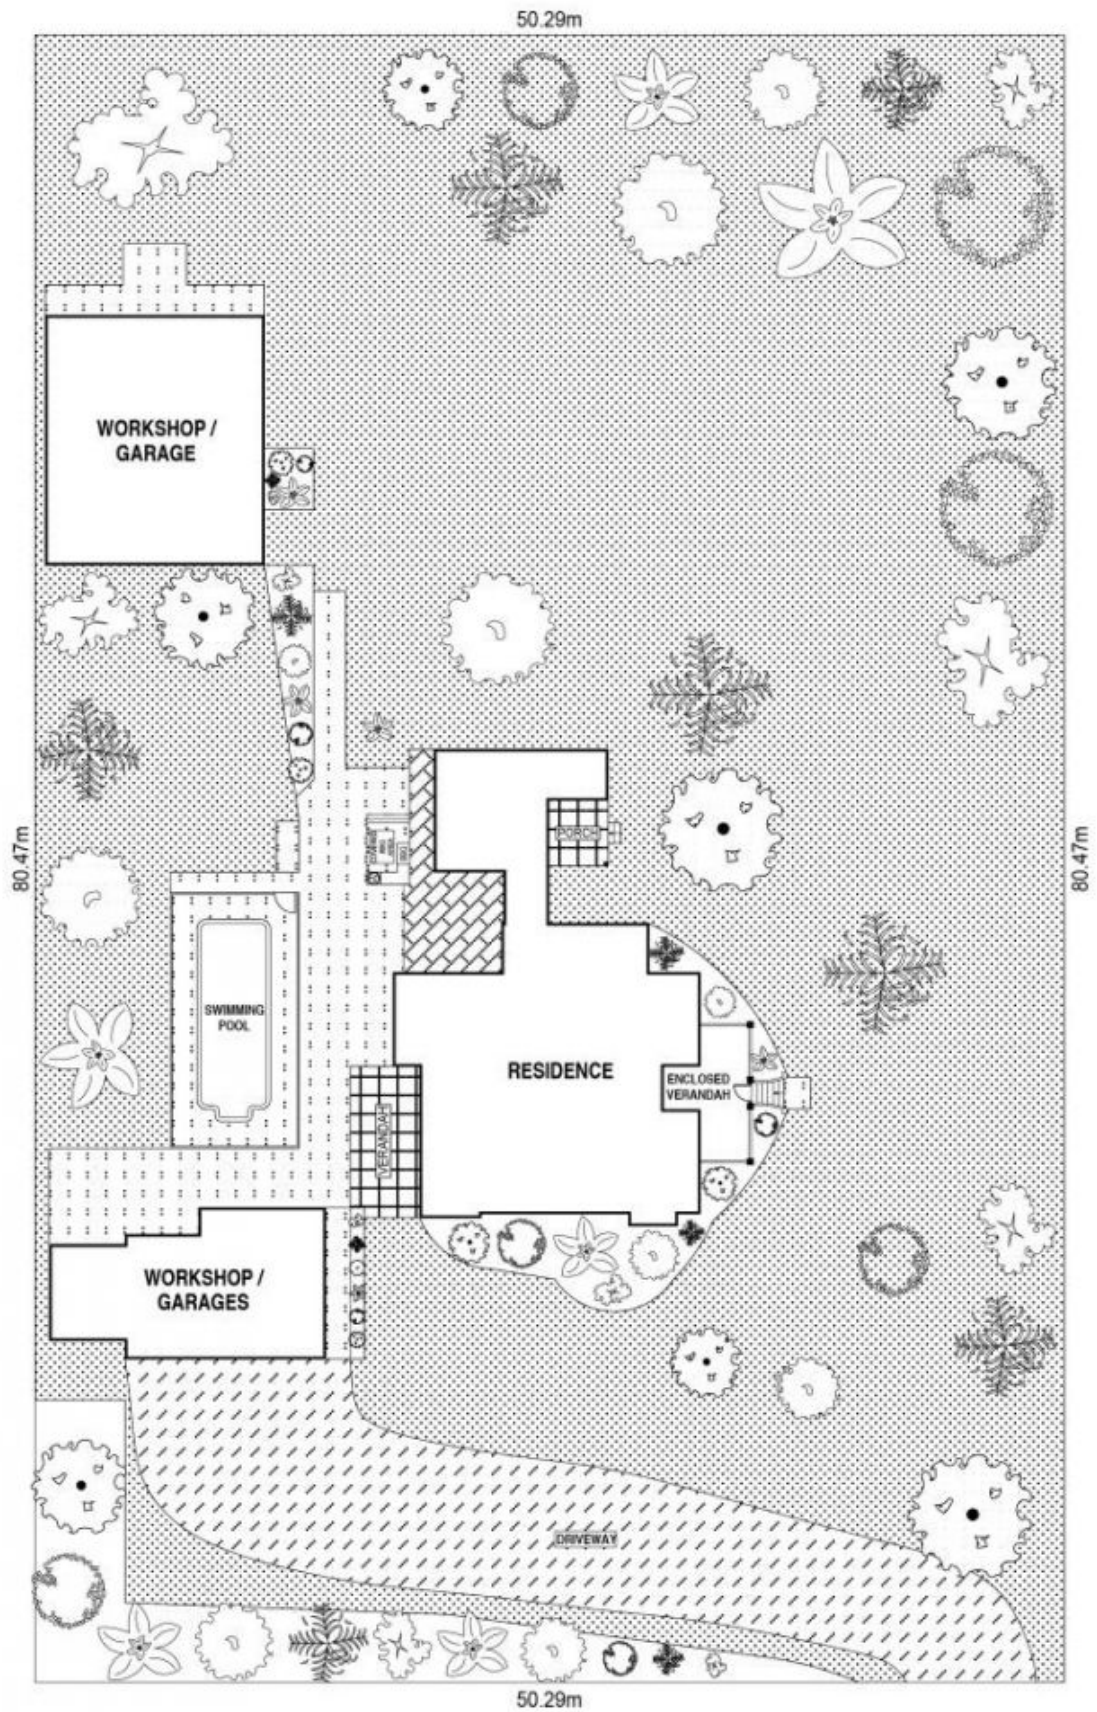 50.29m
WORKSHOP /
GARAGE
PORCH
80.47m
80.47m
SWIMMING
POOL
RESIDENCE
ENCLOSED
VERANDAH
VERANDAH
WORKSHOP /
GARAGES
DRIVEWAY
50.29m